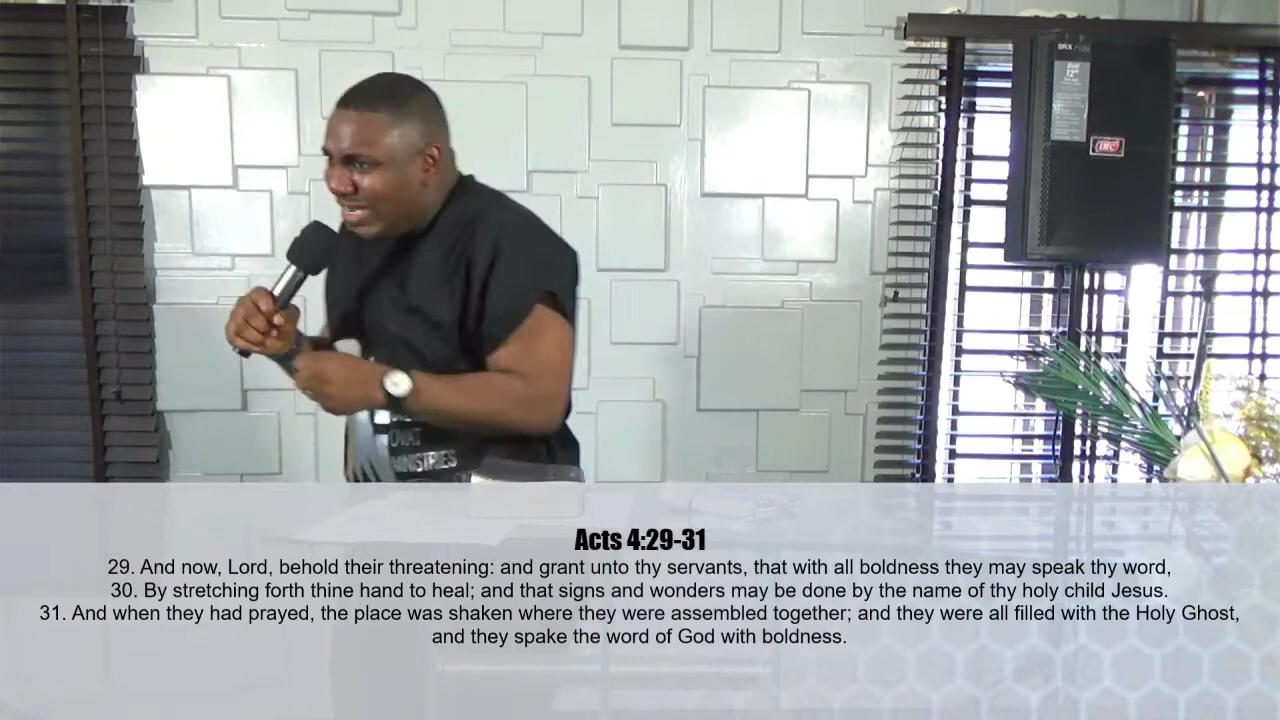 12"
OVAT
MINISTRIES
Acts 4:29-31
29. And now, Lord, behold their threatening: and grant unto thy servants, that with all boldness they may speak thy word,
30. By stretching forth thine hand to heal; and that signs and wonders may be done by the name of thy holy child Jesus.
31. And when they had prayed, the place was shaken where they were assembled together; and they were all filled with the Holy Ghost,
and they spake the word of God with boldness.